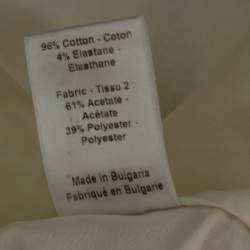 96% Cotton - Coton
4% Elastane -
Elasthane
Fabric - Tissu 2 :
61% Acetate -
Acétate
39% Polyester -
Polyester
Made in Bulgaria
Fabriqué en Bulgarie